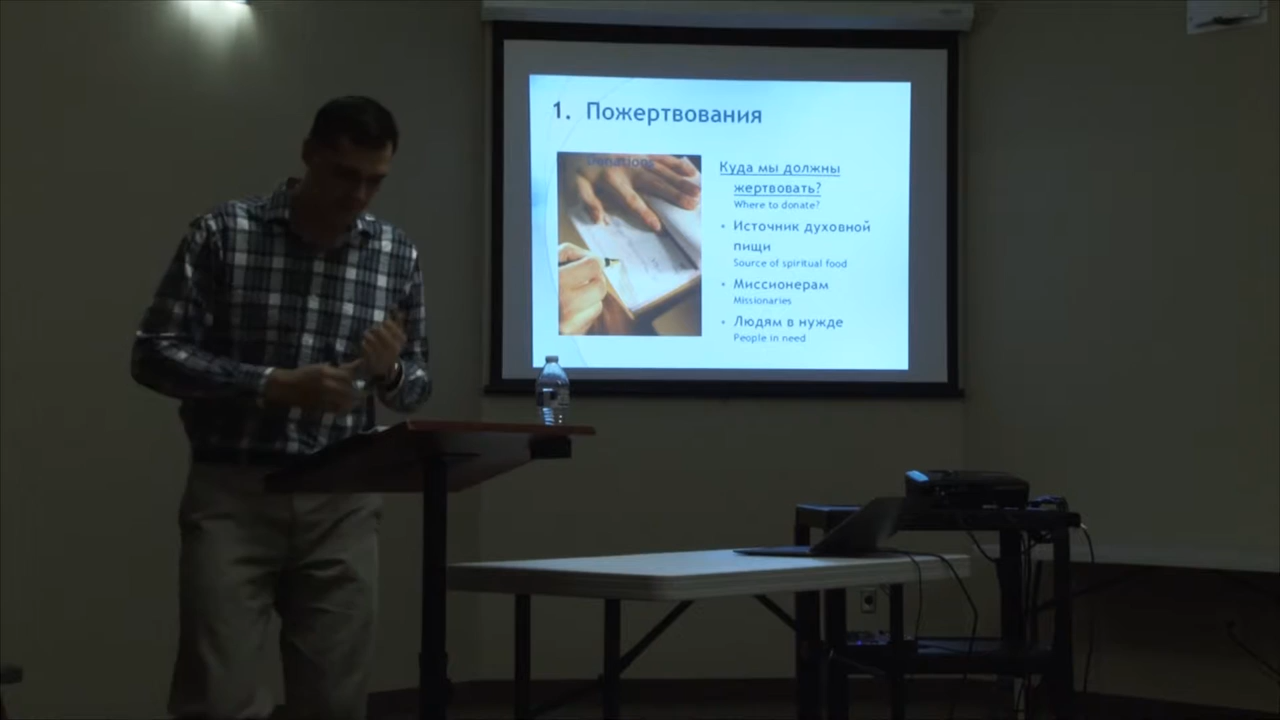 1. Пожертвования
Donations
Куда мы должны
жертвовать?
Where to donate?
• Источник духовной
пищи
Source of spiritual food
• Миссионерам
Missionaries
• Людям в нужде
People in need